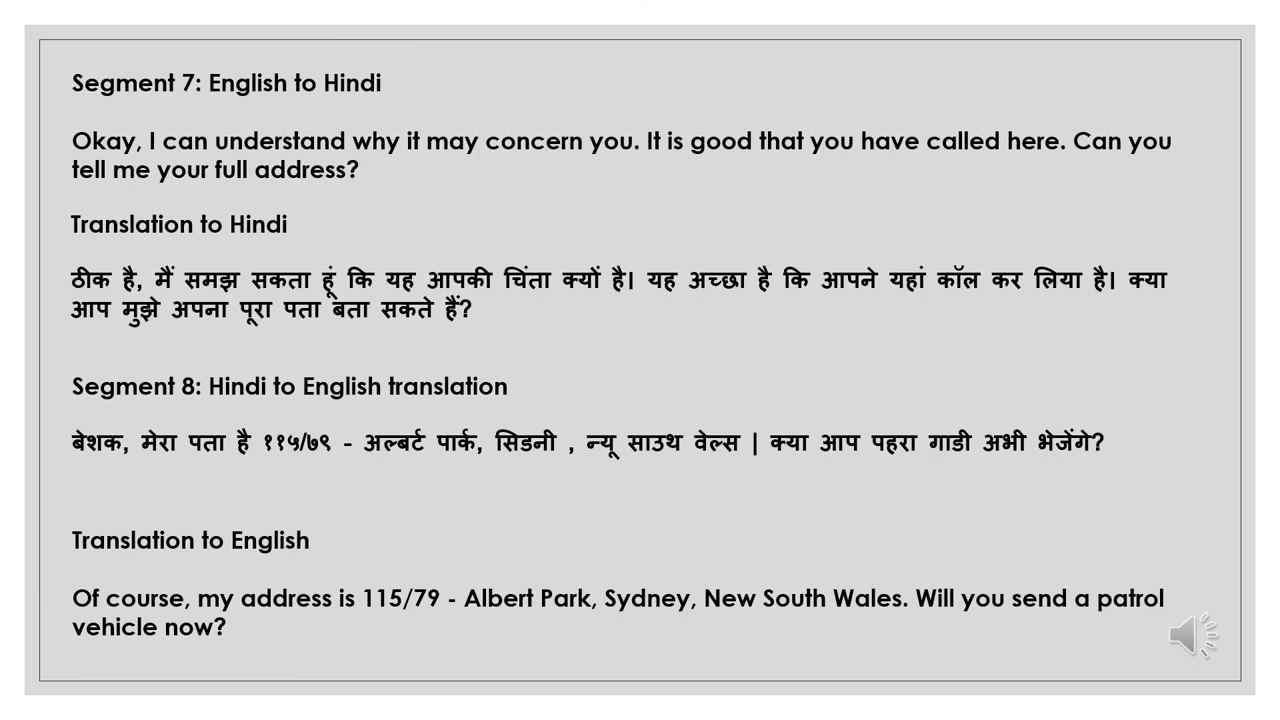 Segment 7: English to Hindi
Okay, I can understand why it may concern you. It is good that you have called here. Can you
tell me your full address?
Translation to Hindi
ठीक है, मैं समझ सकता हूं कि यह आपकी चिंता क्यों है। यह अच्छा है कि आपने यहां कॉल कर लिया है। क्या
आप मुझे अपना पूरा पता बता सकते हैं?
Segment 8: Hindi to English translation
बेशक, मेरा पता है ११५/७९ - अल्बर्ट पार्क, सिडनी , न्यू साउथ वेल्स | क्या आप पहरा गाडी अभी भेजेंगे?
Translation to English
Of course, my address is 115/79 - Albert Park, Sydney, New South Wales. Will you send a patrol
vehicle now?